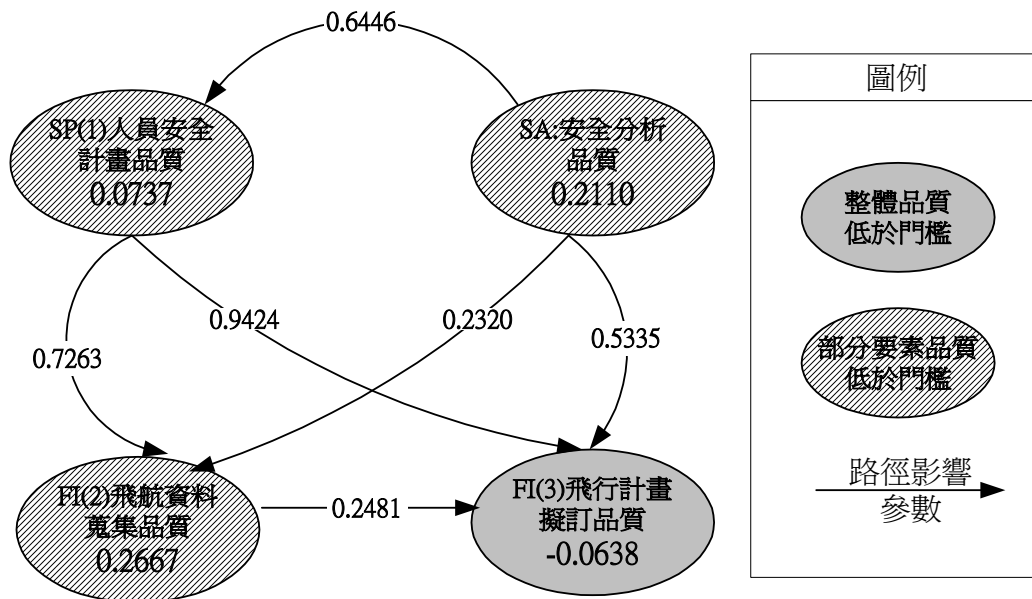 0.6446
SP(1)人員安全
計畫品質
0.0737
SA:安全分析
品質
0.2110
0.7263
0.9424
0.2320
0.5335
FI(2)飛航資料
蒐集品質
0.2667
0.2481
FI(3)飛行計畫
擬訂品質
-0.0638
圖例
整體品質
低於門檻
部分要素品質
低於門檻
路徑影響
參數